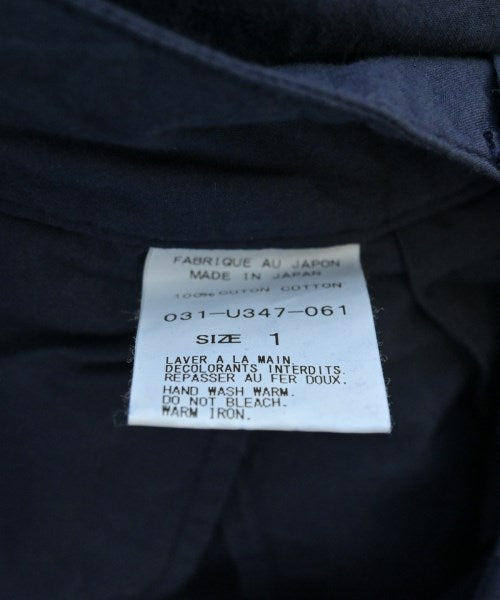 FABRIQUE AU JAPON
MADE IN JAPAN
100% COTON COTTON
031-U347-061
SIZE 1
LAVER A LA MAIN.
DECOLORANTS INTERDITS.
REPASSER AU FER DOUX.
HAND WASH WARM.
DO NOT BLEACH.
WARM IRON.